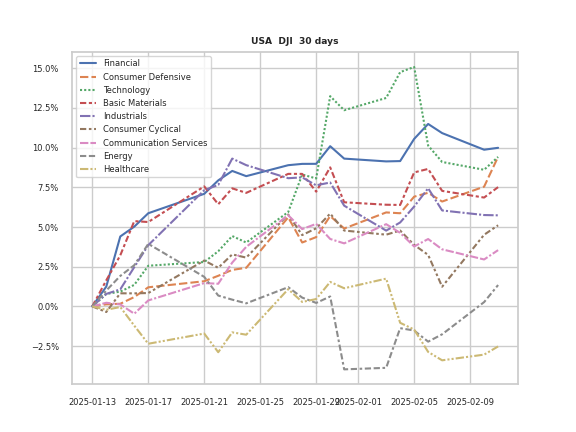 USA DJI 30 days
15.0%
12.5%
10.0%
7.5%
5.0%
2.5%
0.0%
−2.5%
Financial
Consumer Defensive
Technology
Basic Materials
Industrials
Consumer Cyclical
Communication Services
Energy
Healthcare
2025-01-13 2025-01-17 2025-01-21 2025-01-25 2025-01-29 2025-02-01 2025-02-05 2025-02-09